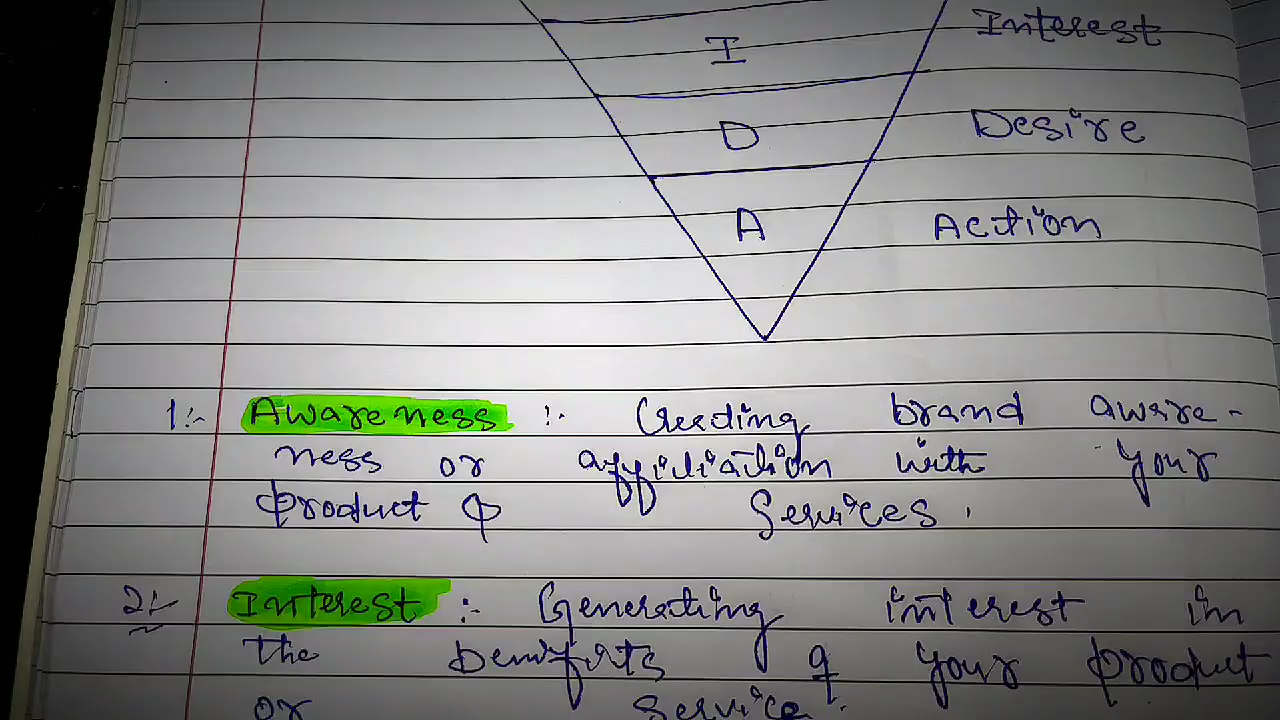 I Interest
D Desire
A Action
1:- Awareness :- Creating brand aware-
ness or affiliation with your
product & Services.
2:- Interest :- Generating interest in
the benifits of your product
or service.